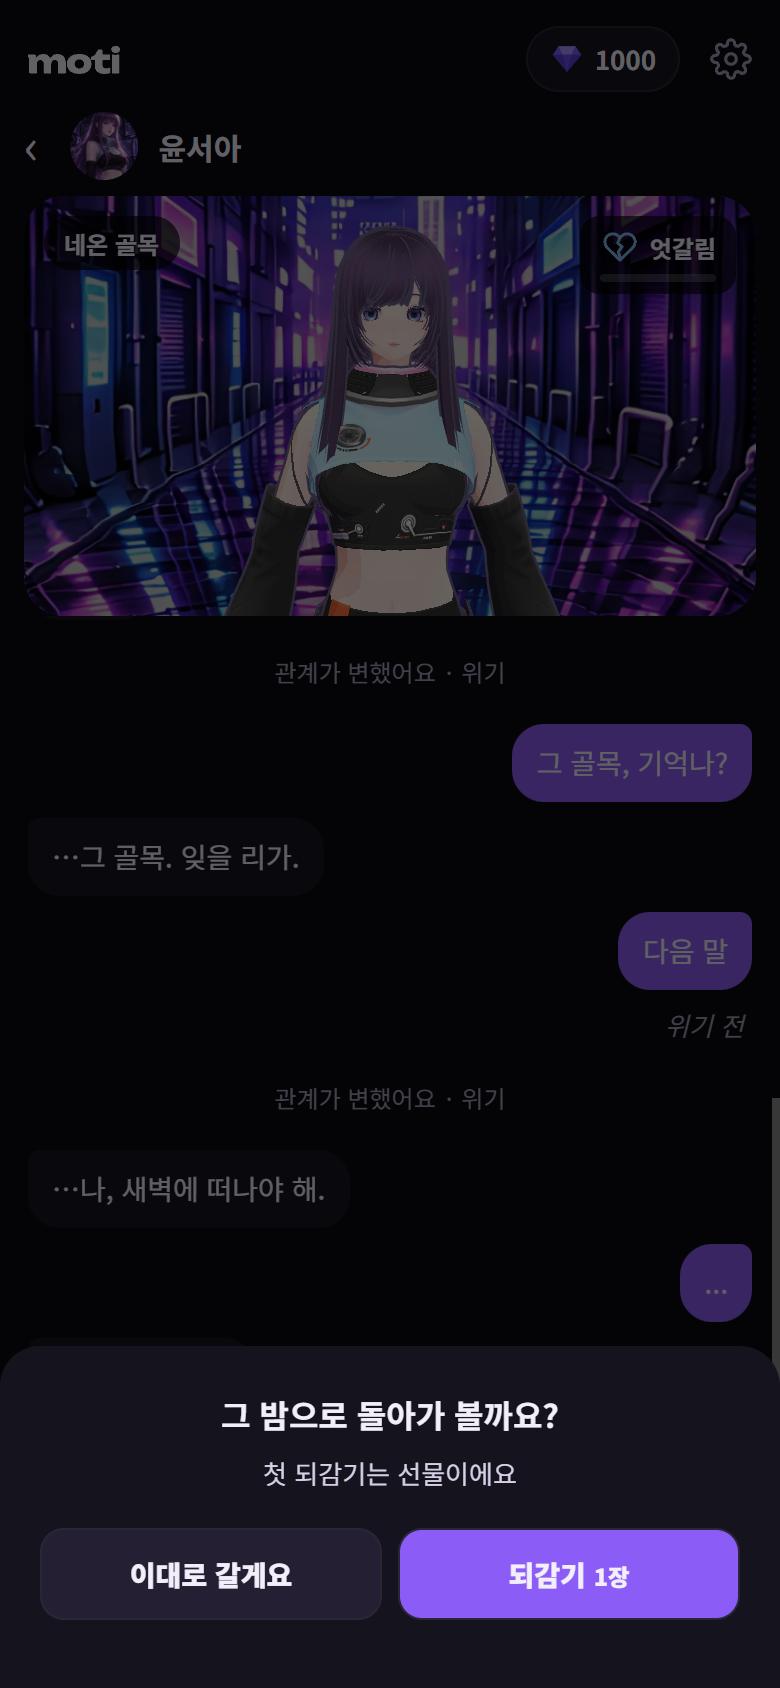 moti
1000
윤서아
네온 골목
엇갈림
관계가 변했어요 · 위기
그 골목, 기억나?
…그 골목. 잊을 리가.
다음 말
위기 전
관계가 변했어요 · 위기
…나, 새벽에 떠나야 해.
...
그 밤으로 돌아가 볼까요?
첫 되감기는 선물이에요
이대로 갈게요
되감기 1장